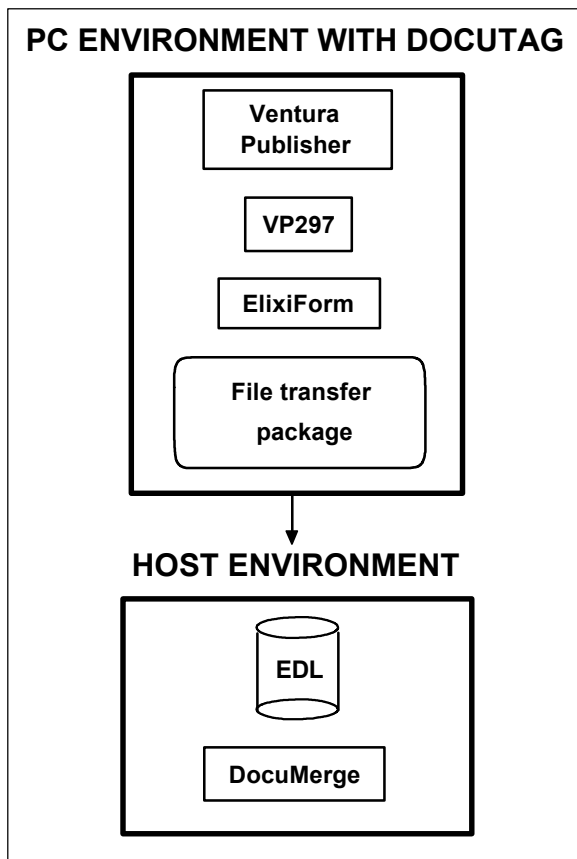 PC ENVIRONMENT WITH DOCUTAG
Ventura
Publisher
VP297
ElixiForm
File transfer
package
HOST ENVIRONMENT
EDL
DocuMerge